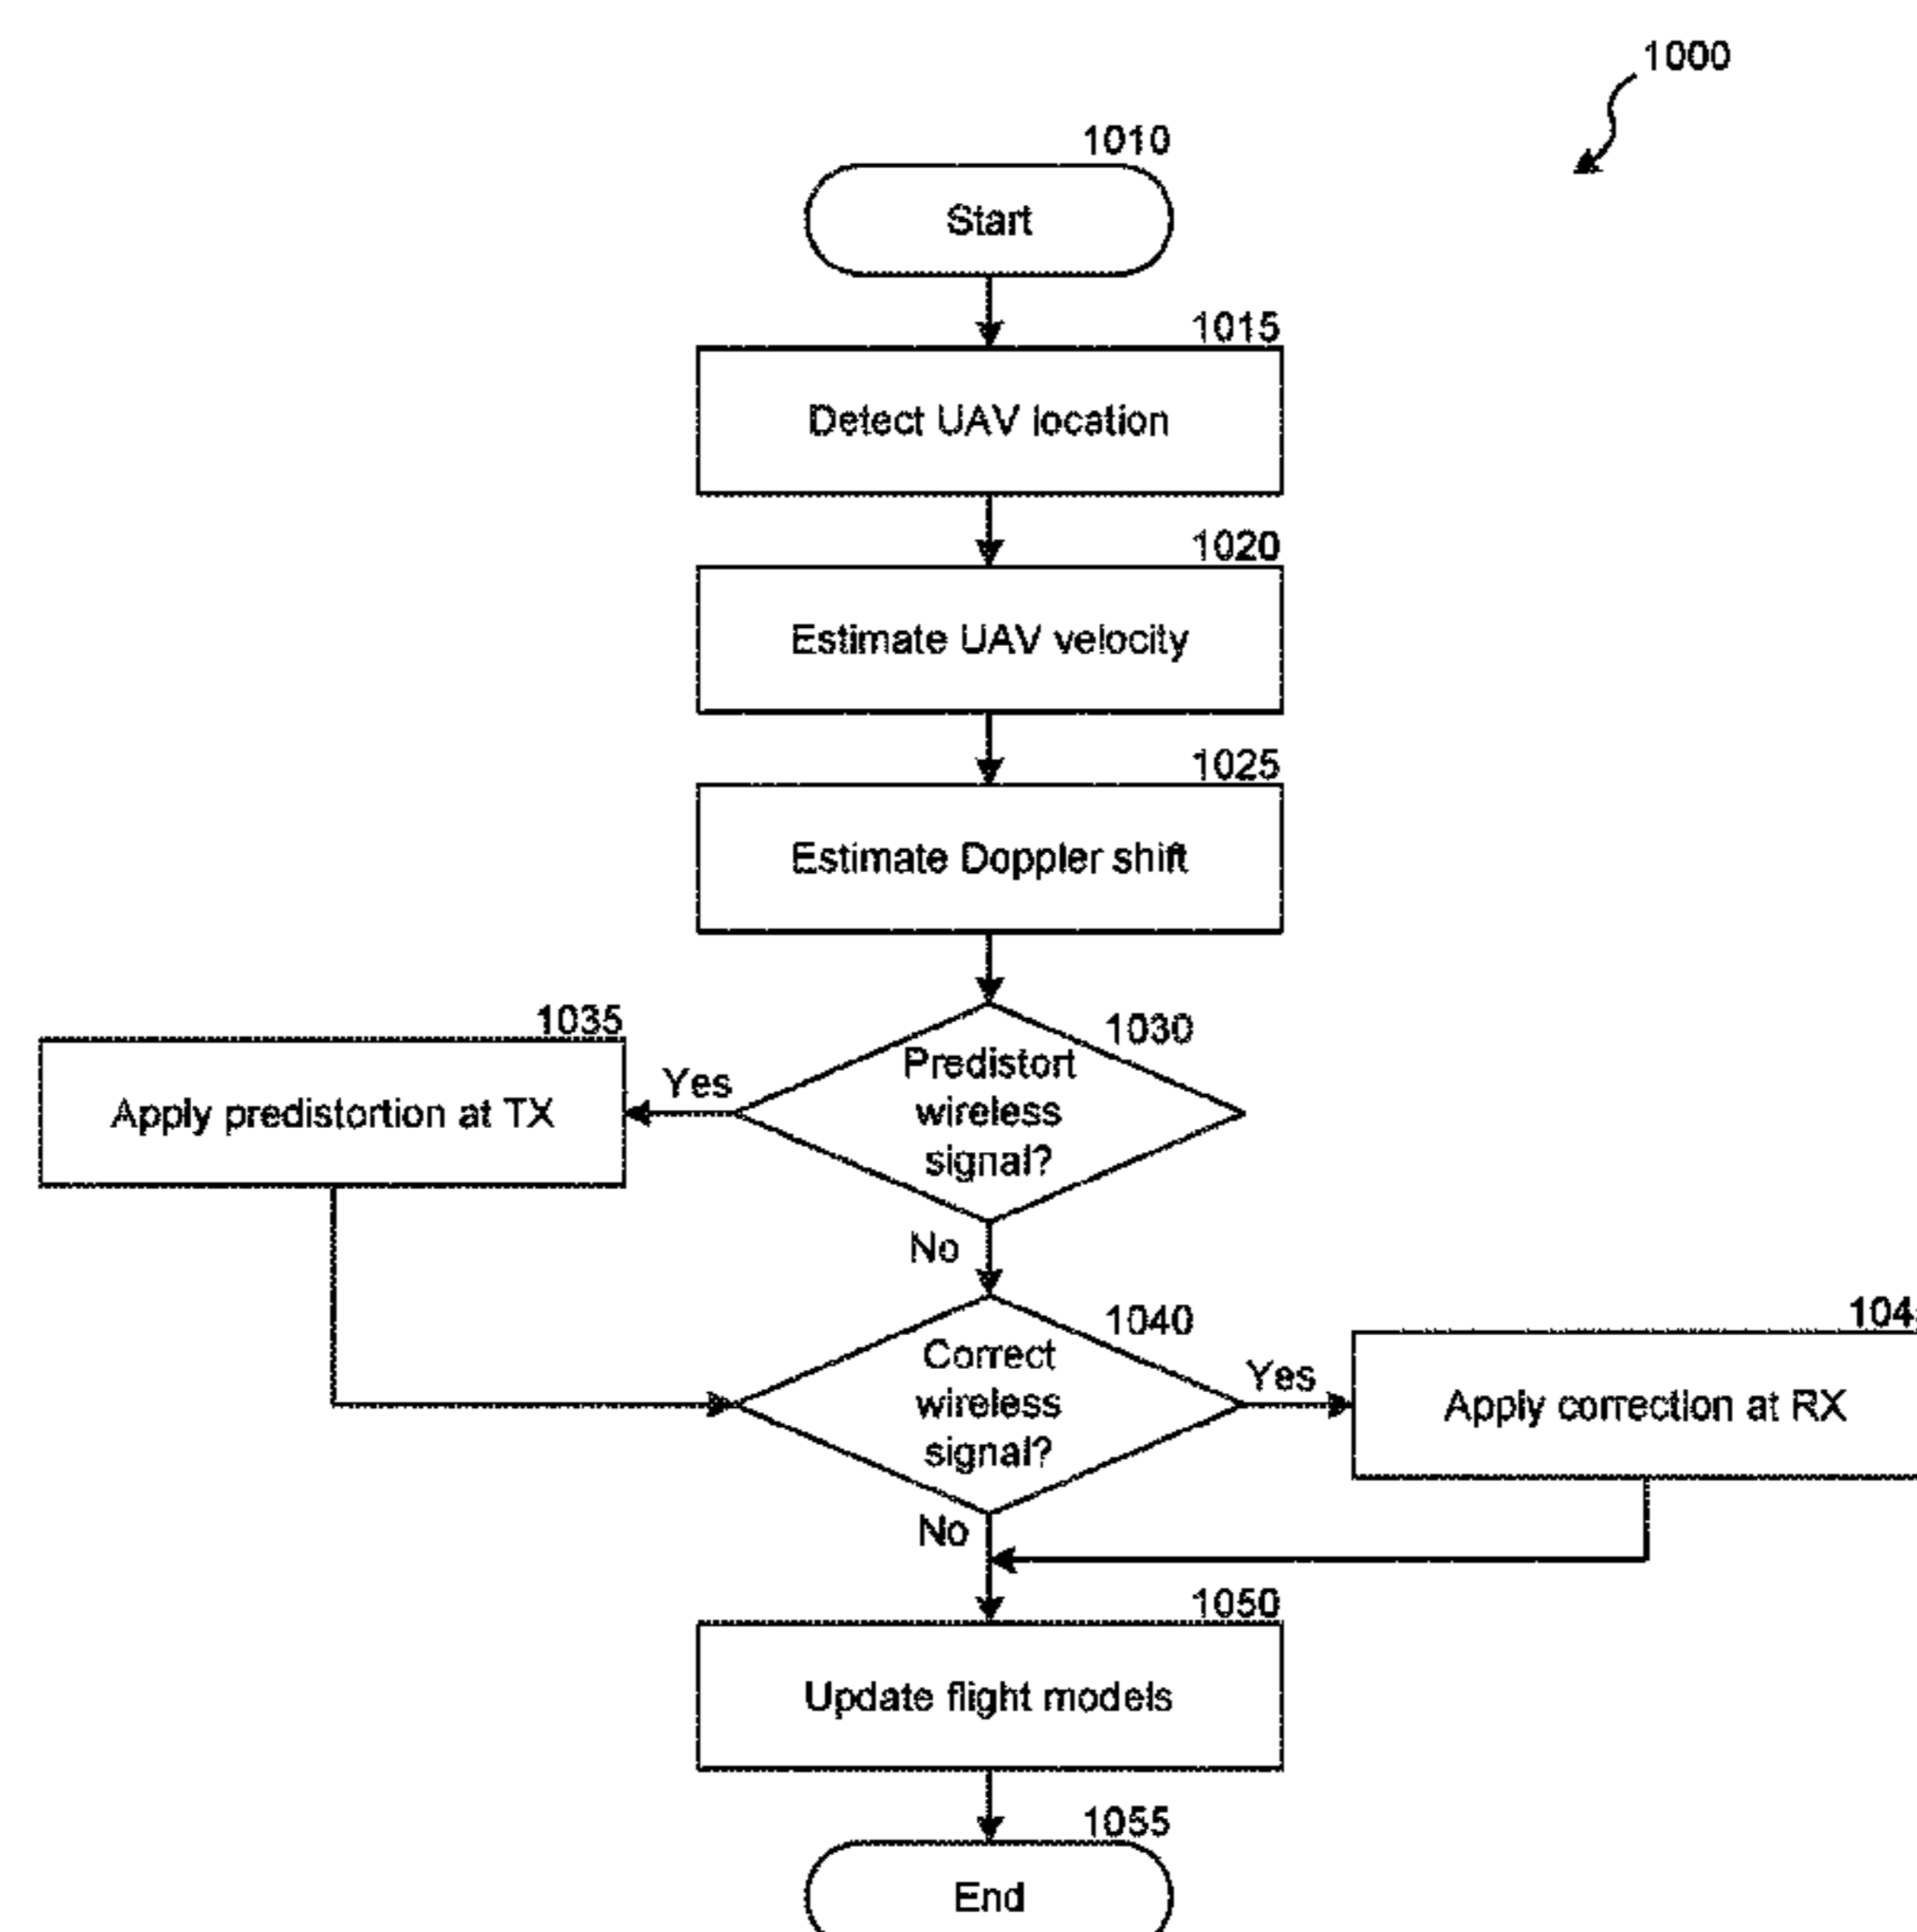 1000
1010
Start
1015
Detect UAV location
1020
Estimate UAV velocity
1025
Estimate Doppler shift
1030
Predistort
wireless
signal?
Yes
1035
Apply predistortion at TX
No
1040
Correct
wireless
signal?
Yes
Apply correction at RX
No
1050
Update flight models
1055
End